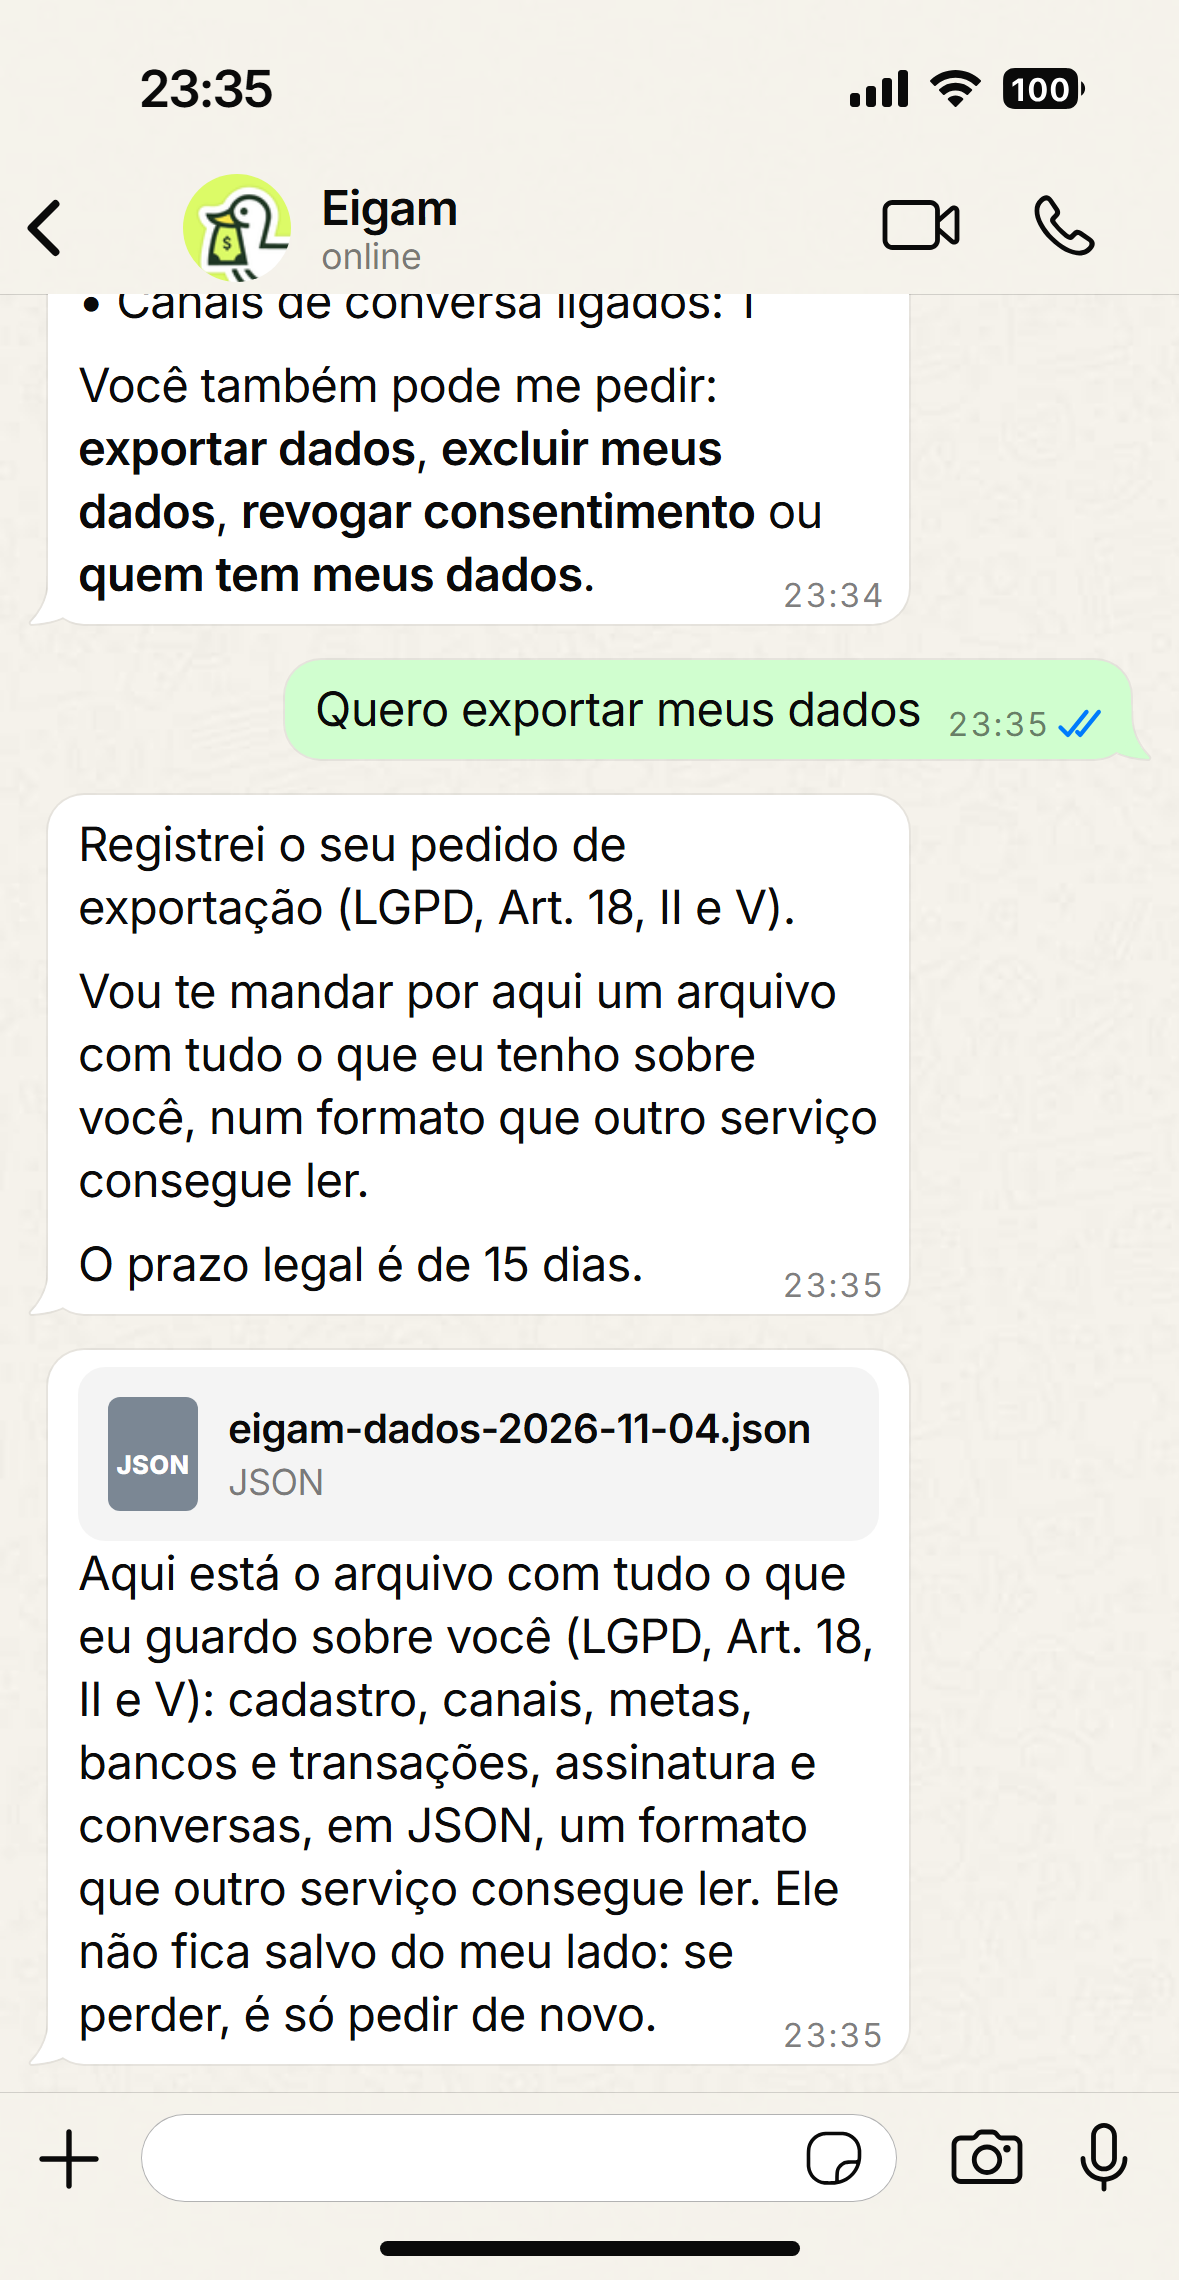 23:35
100
Eigam
online
• Canais de conversa ligados: 1
Você também pode me pedir:
exportar dados, excluir meus
dados, revogar consentimento ou
quem tem meus dados.
23:34
Quero exportar meus dados
23:35
Registrei o seu pedido de
exportação (LGPD, Art. 18, II e V).
Vou te mandar por aqui um arquivo
com tudo o que eu tenho sobre
você, num formato que outro serviço
consegue ler.
O prazo legal é de 15 dias.
23:35
JSON
eigam-dados-2026-11-04.json
JSON
Aqui está o arquivo com tudo o que
eu guardo sobre você (LGPD, Art. 18,
II e V): cadastro, canais, metas,
bancos e transações, assinatura e
conversas, em JSON, um formato
que outro serviço consegue ler. Ele
não fica salvo do meu lado: se
perder, é só pedir de novo.
23:35